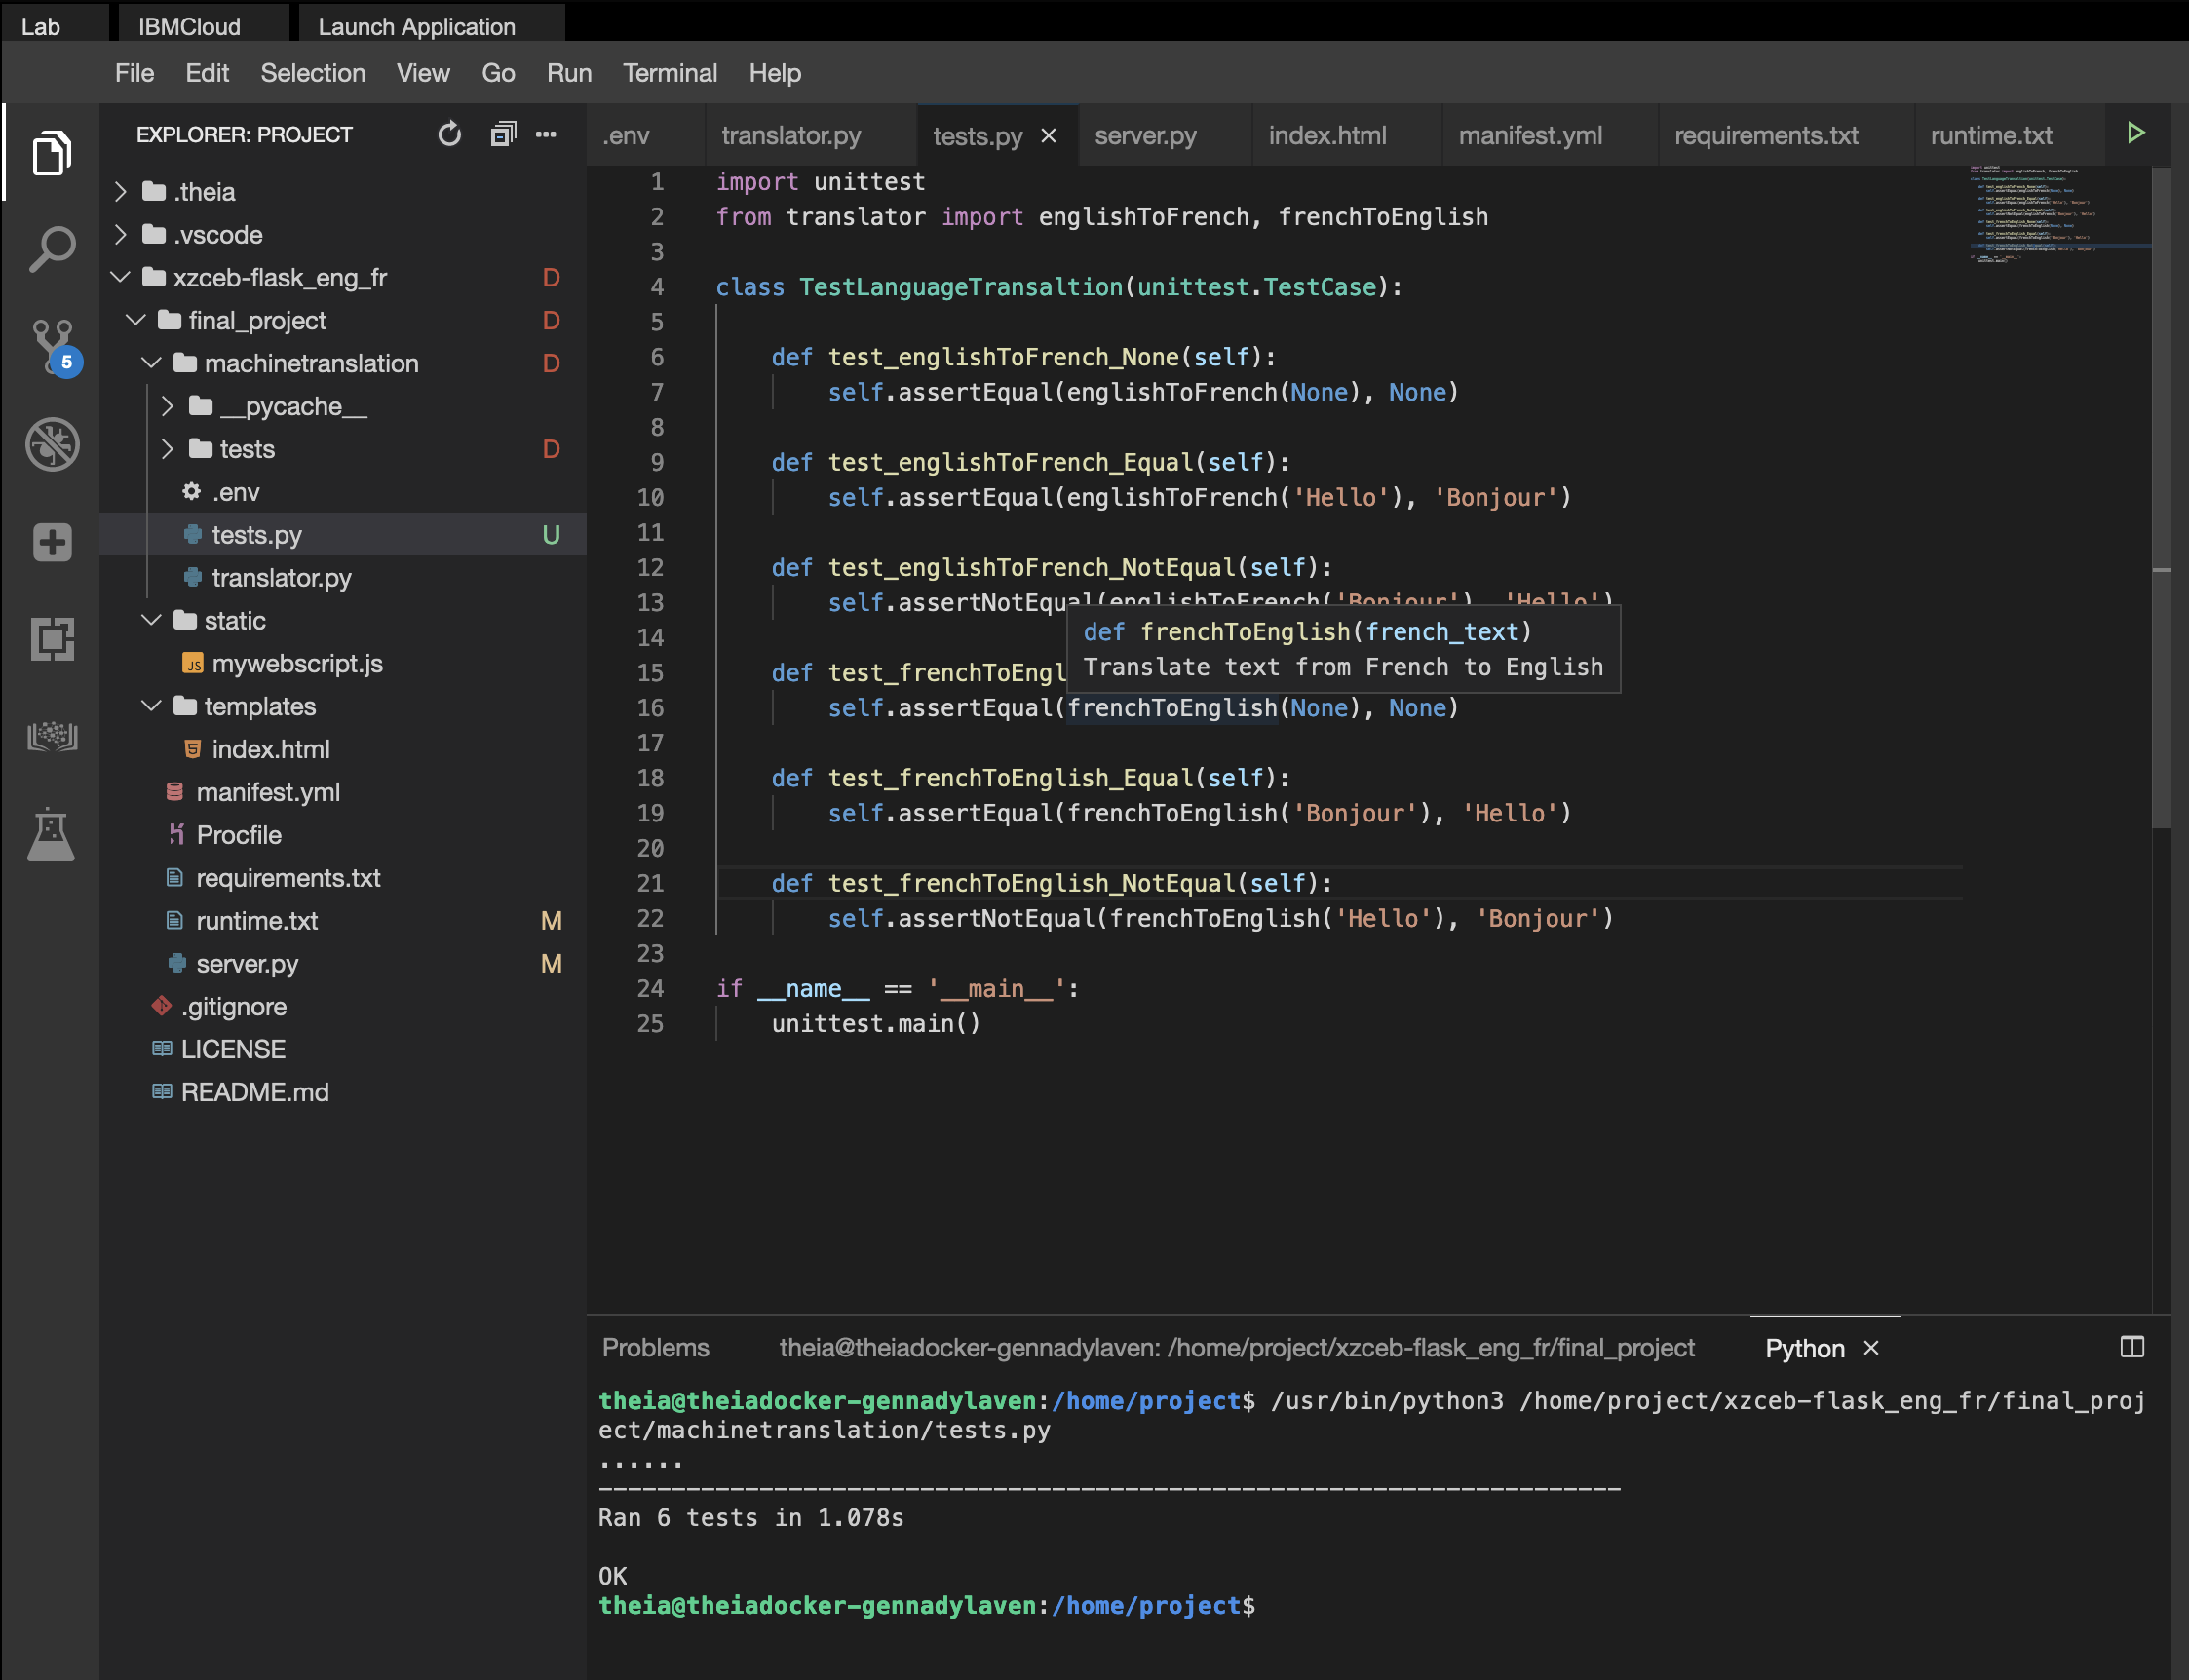 Lab IBMCloud Launch Application
File Edit Selection View Go Run Terminal Help
EXPLORER: PROJECT
.theia
.vscode
xzceb-flask_eng_fr D
final_project D
machinetranslation D
__pycache__
tests D
.env
tests.py U
translator.py
static
JS mywebscript.js
templates
5 index.html
manifest.yml
Procfile
requirements.txt
runtime.txt M
server.py M
.gitignore
LICENSE
README.md
5
.env translator.py tests.py server.py index.html manifest.yml requirements.txt runtime.txt
1 import unittest
2 from translator import englishToFrench, frenchToEnglish
3
4 class TestLanguageTransaltion(unittest.TestCase):
5
6 def test_englishToFrench_None(self):
7 self.assertEqual(englishToFrench(None), None)
8
9 def test_englishToFrench_Equal(self):
10 self.assertEqual(englishToFrench('Hello'), 'Bonjour')
11
12 def test_englishToFrench_NotEqual(self):
13 self.assertNotEqual(englishToFrench('Bonjour'), 'Hello')
14
def frenchToEnglish(french_text)
Translate text from French to English
15 def test_frenchToEngl
16 self.assertEqual(frenchToEnglish(None), None)
17
18 def test_frenchToEnglish_Equal(self):
19 self.assertEqual(frenchToEnglish('Bonjour'), 'Hello')
20
21 def test_frenchToEnglish_NotEqual(self):
22 self.assertNotEqual(frenchToEnglish('Hello'), 'Bonjour')
23
24 if __name__ == '__main__':
25 unittest.main()
Problems theia@theiadocker-gennadylaven: /home/project/xzceb-flask_eng_fr/final_project Python
theia@theiadocker-gennadylaven:/home/project$ /usr/bin/python3 /home/project/xzceb-flask_eng_fr/final_proj
ect/machinetranslation/tests.py
......
----------------------------------------------------------------------
Ran 6 tests in 1.078s
OK
theia@theiadocker-gennadylaven:/home/project$